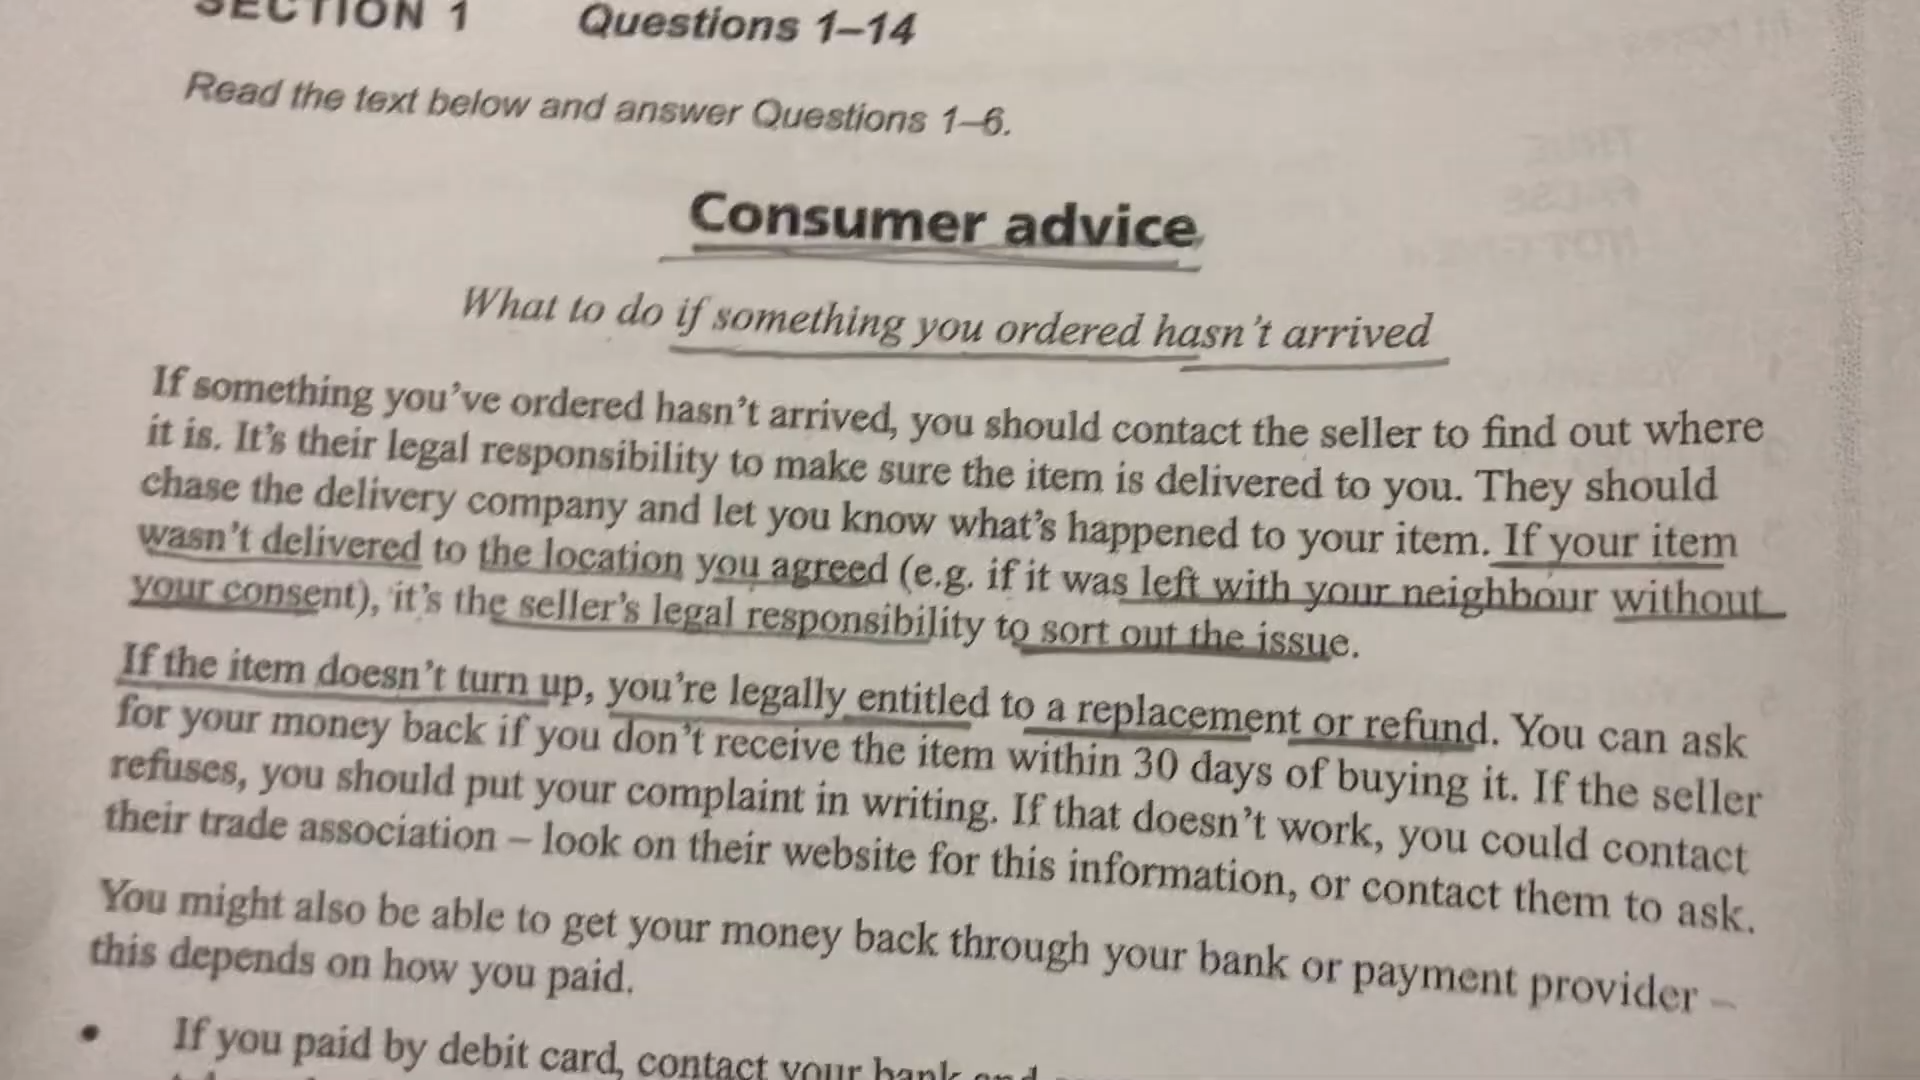 SECTION 1 Questions 1–14
Read the text below and answer Questions 1–6.
Consumer advice
What to do if something you ordered hasn't arrived
If something you've ordered hasn't arrived, you should contact the seller to find out where
it is. It's their legal responsibility to make sure the item is delivered to you. They should
chase the delivery company and let you know what's happened to your item. If your item
wasn't delivered to the location you agreed (e.g. if it was left with your neighbour without
your consent), it's the seller's legal responsibility to sort out the issue.
If the item doesn't turn up, you're legally entitled to a replacement or refund. You can ask
for your money back if you don't receive the item within 30 days of buying it. If the seller
refuses, you should put your complaint in writing. If that doesn't work, you could contact
their trade association – look on their website for this information, or contact them to ask.
You might also be able to get your money back through your bank or payment provider –
this depends on how you paid.
• If you paid by debit card, contact your bank and